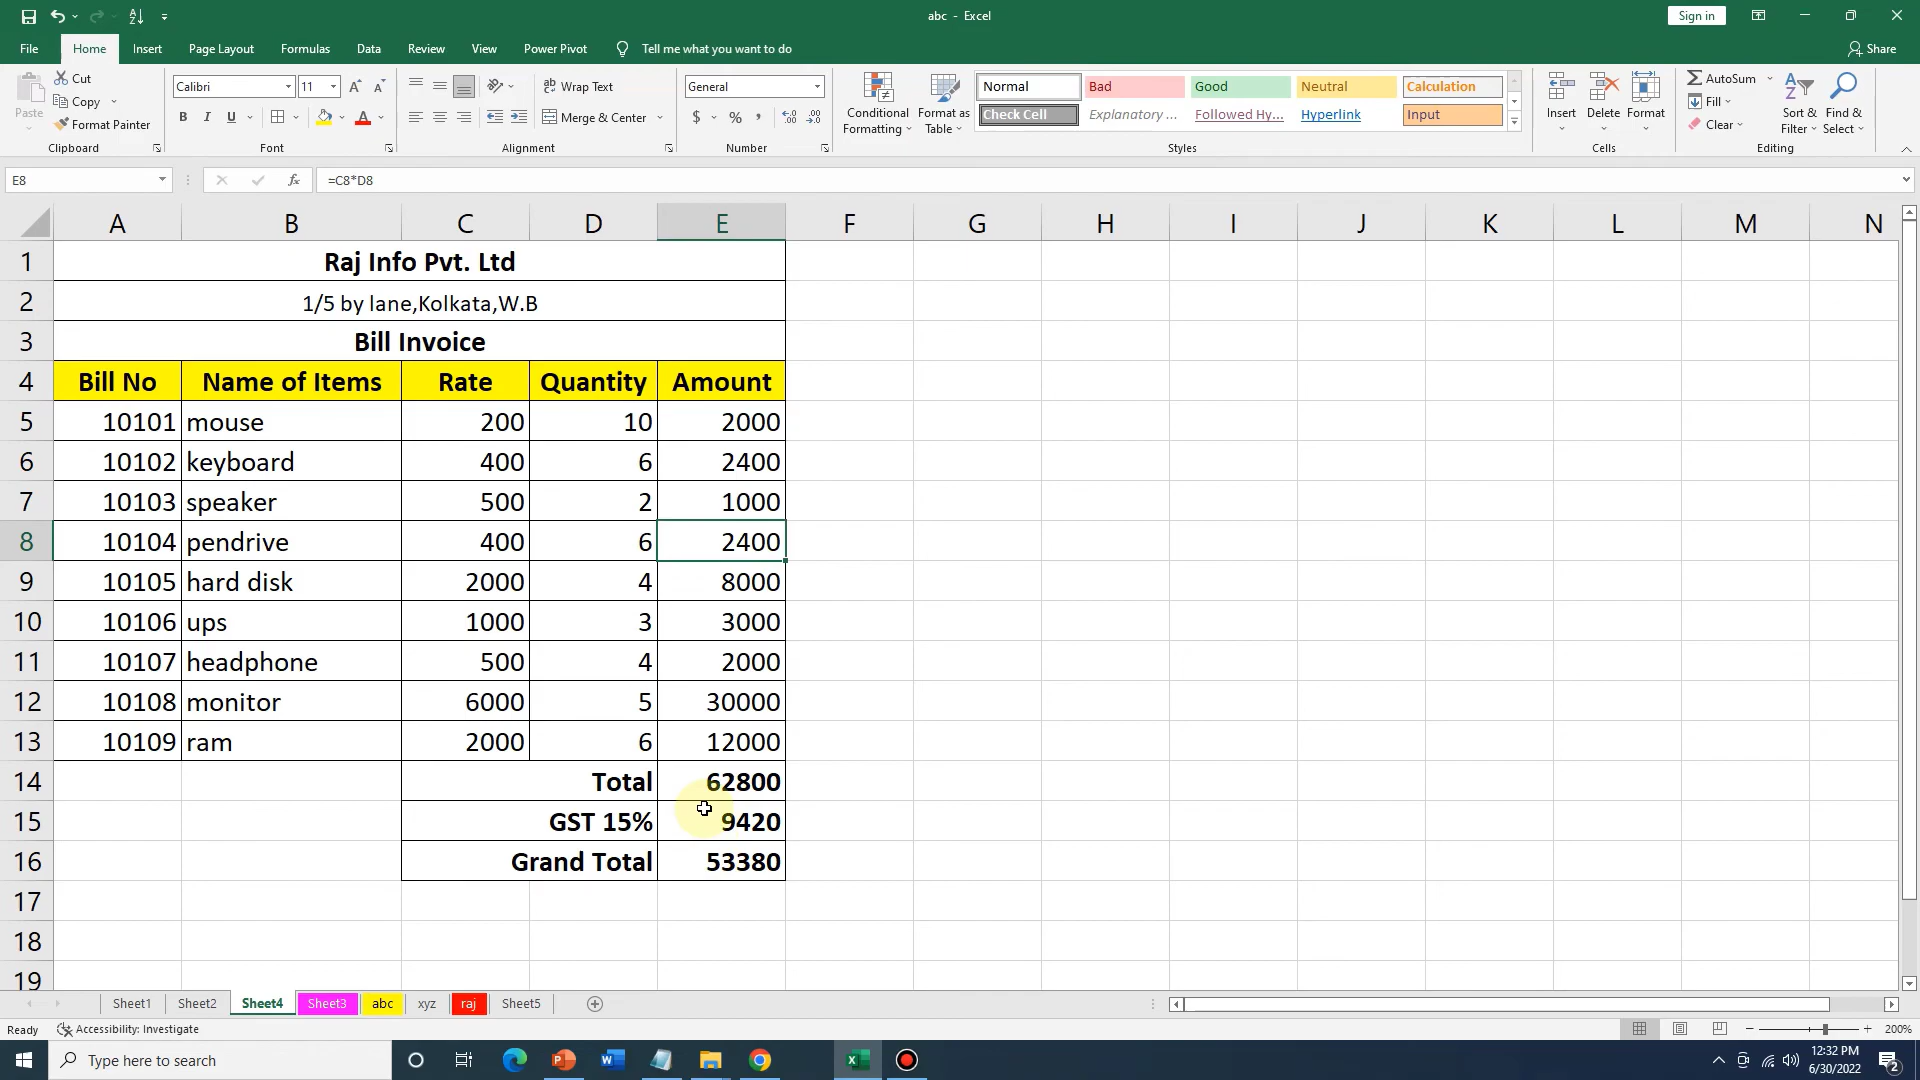 abc - Excel
Sign in
File Home Insert Page Layout Formulas Data Review View Power Pivot Tell me what you want to do Share
Paste
Cut
Copy
Format Painter
Clipboard
Calibri 11
B I U
Font
Wrap Text
Merge & Center
Alignment
General
$ % ,
Number
Conditional Formatting
Format as Table
Normal Bad Good Neutral Calculation
Check Cell Explanatory ... Followed Hy... Hyperlink Input
Styles
Insert Delete Format
Cells
AutoSum
Fill
Clear
Sort & Filter
Find & Select
Editing
E8 fx =C8*D8
A B C D E F G H I J K L M N
1 Raj Info Pvt. Ltd
2 1/5 by lane,Kolkata,W.B
3 Bill Invoice
4 Bill No Name of Items Rate Quantity Amount
5 10101 mouse 200 10 2000
6 10102 keyboard 400 6 2400
7 10103 speaker 500 2 1000
8 10104 pendrive 400 6 2400
9 10105 hard disk 2000 4 8000
10 10106 ups 1000 3 3000
11 10107 headphone 500 4 2000
12 10108 monitor 6000 5 30000
13 10109 ram 2000 6 12000
14 Total 62800
15 GST 15% 9420
16 Grand Total 53380
17
18
19
Sheet1 Sheet2 Sheet4 Sheet3 abc xyz raj Sheet5
Ready Accessibility: Investigate 200%
Type here to search
12:32 PM
6/30/2022
2